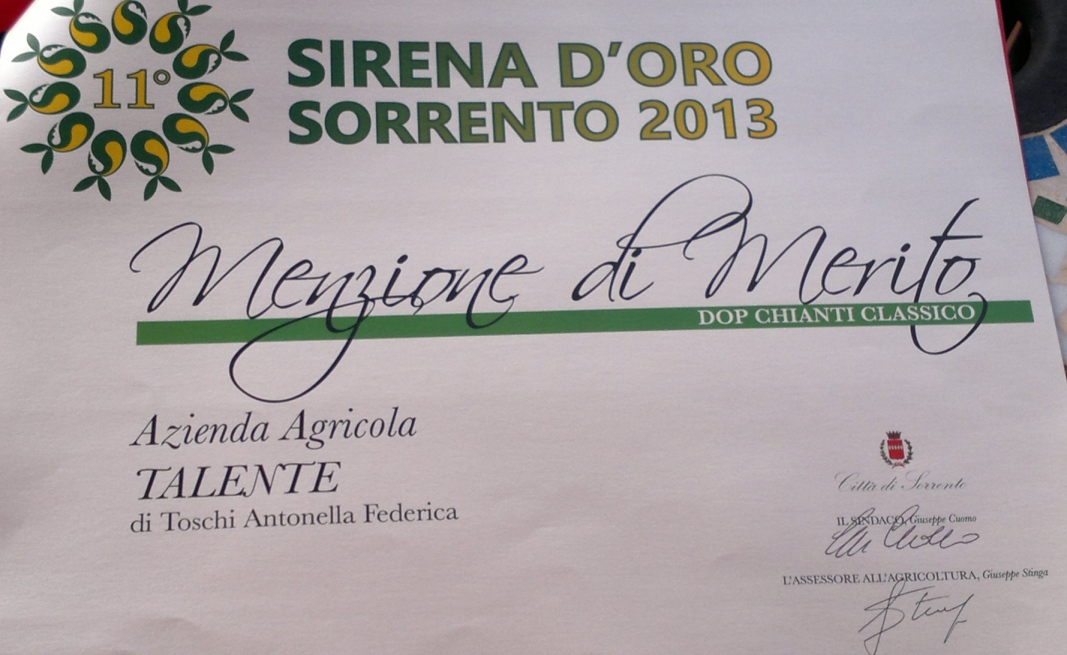 11°
SIRENA D'ORO
SORRENTO 2013
Menzione di Merito
DOP CHIANTI CLASSICO
Azienda Agricola
TALENTE
di Toschi Antonella Federica
Città di Sorrento
IL SINDACO, Giuseppe Cuomo
L'ASSESSORE ALL'AGRICOLTURA, Giuseppe Stinga